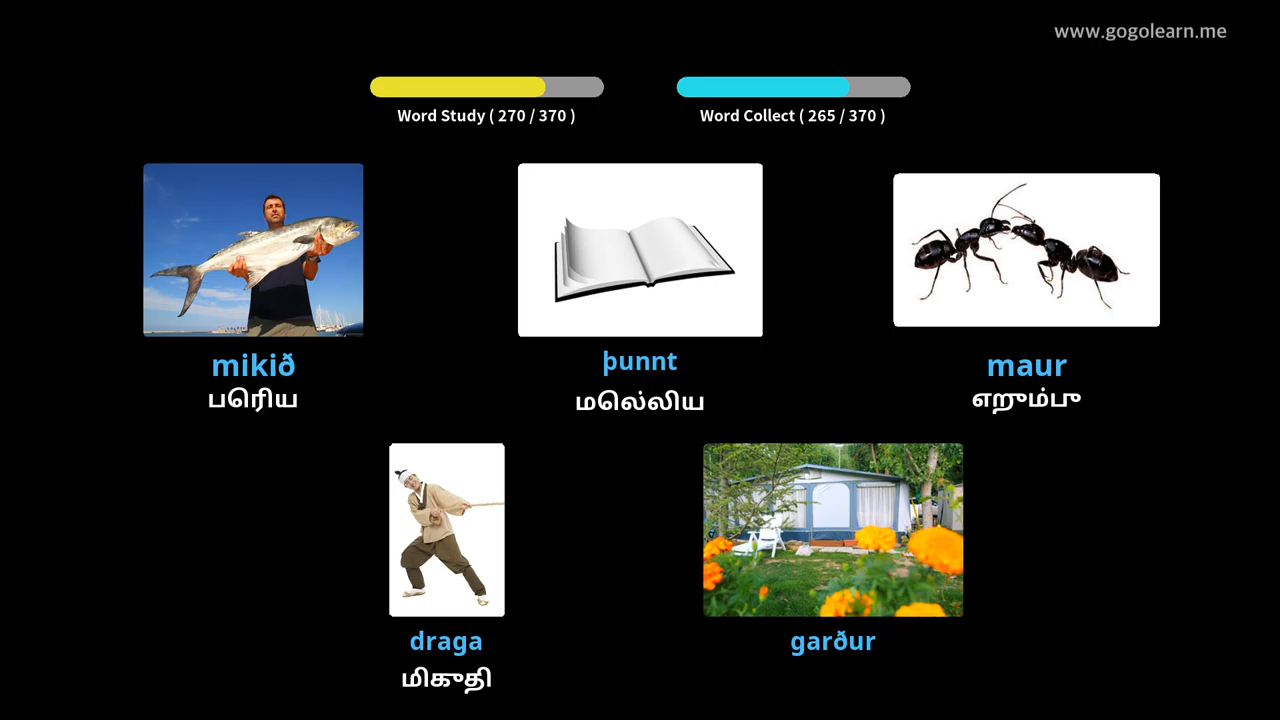 www.gogolearn.me
Word Study ( 270 / 370 )
Word Collect ( 265 / 370 )
mikið
þunnt
maur
பெரிய
மெல்லிய
எறும்பு
draga
garður
மிகுதி